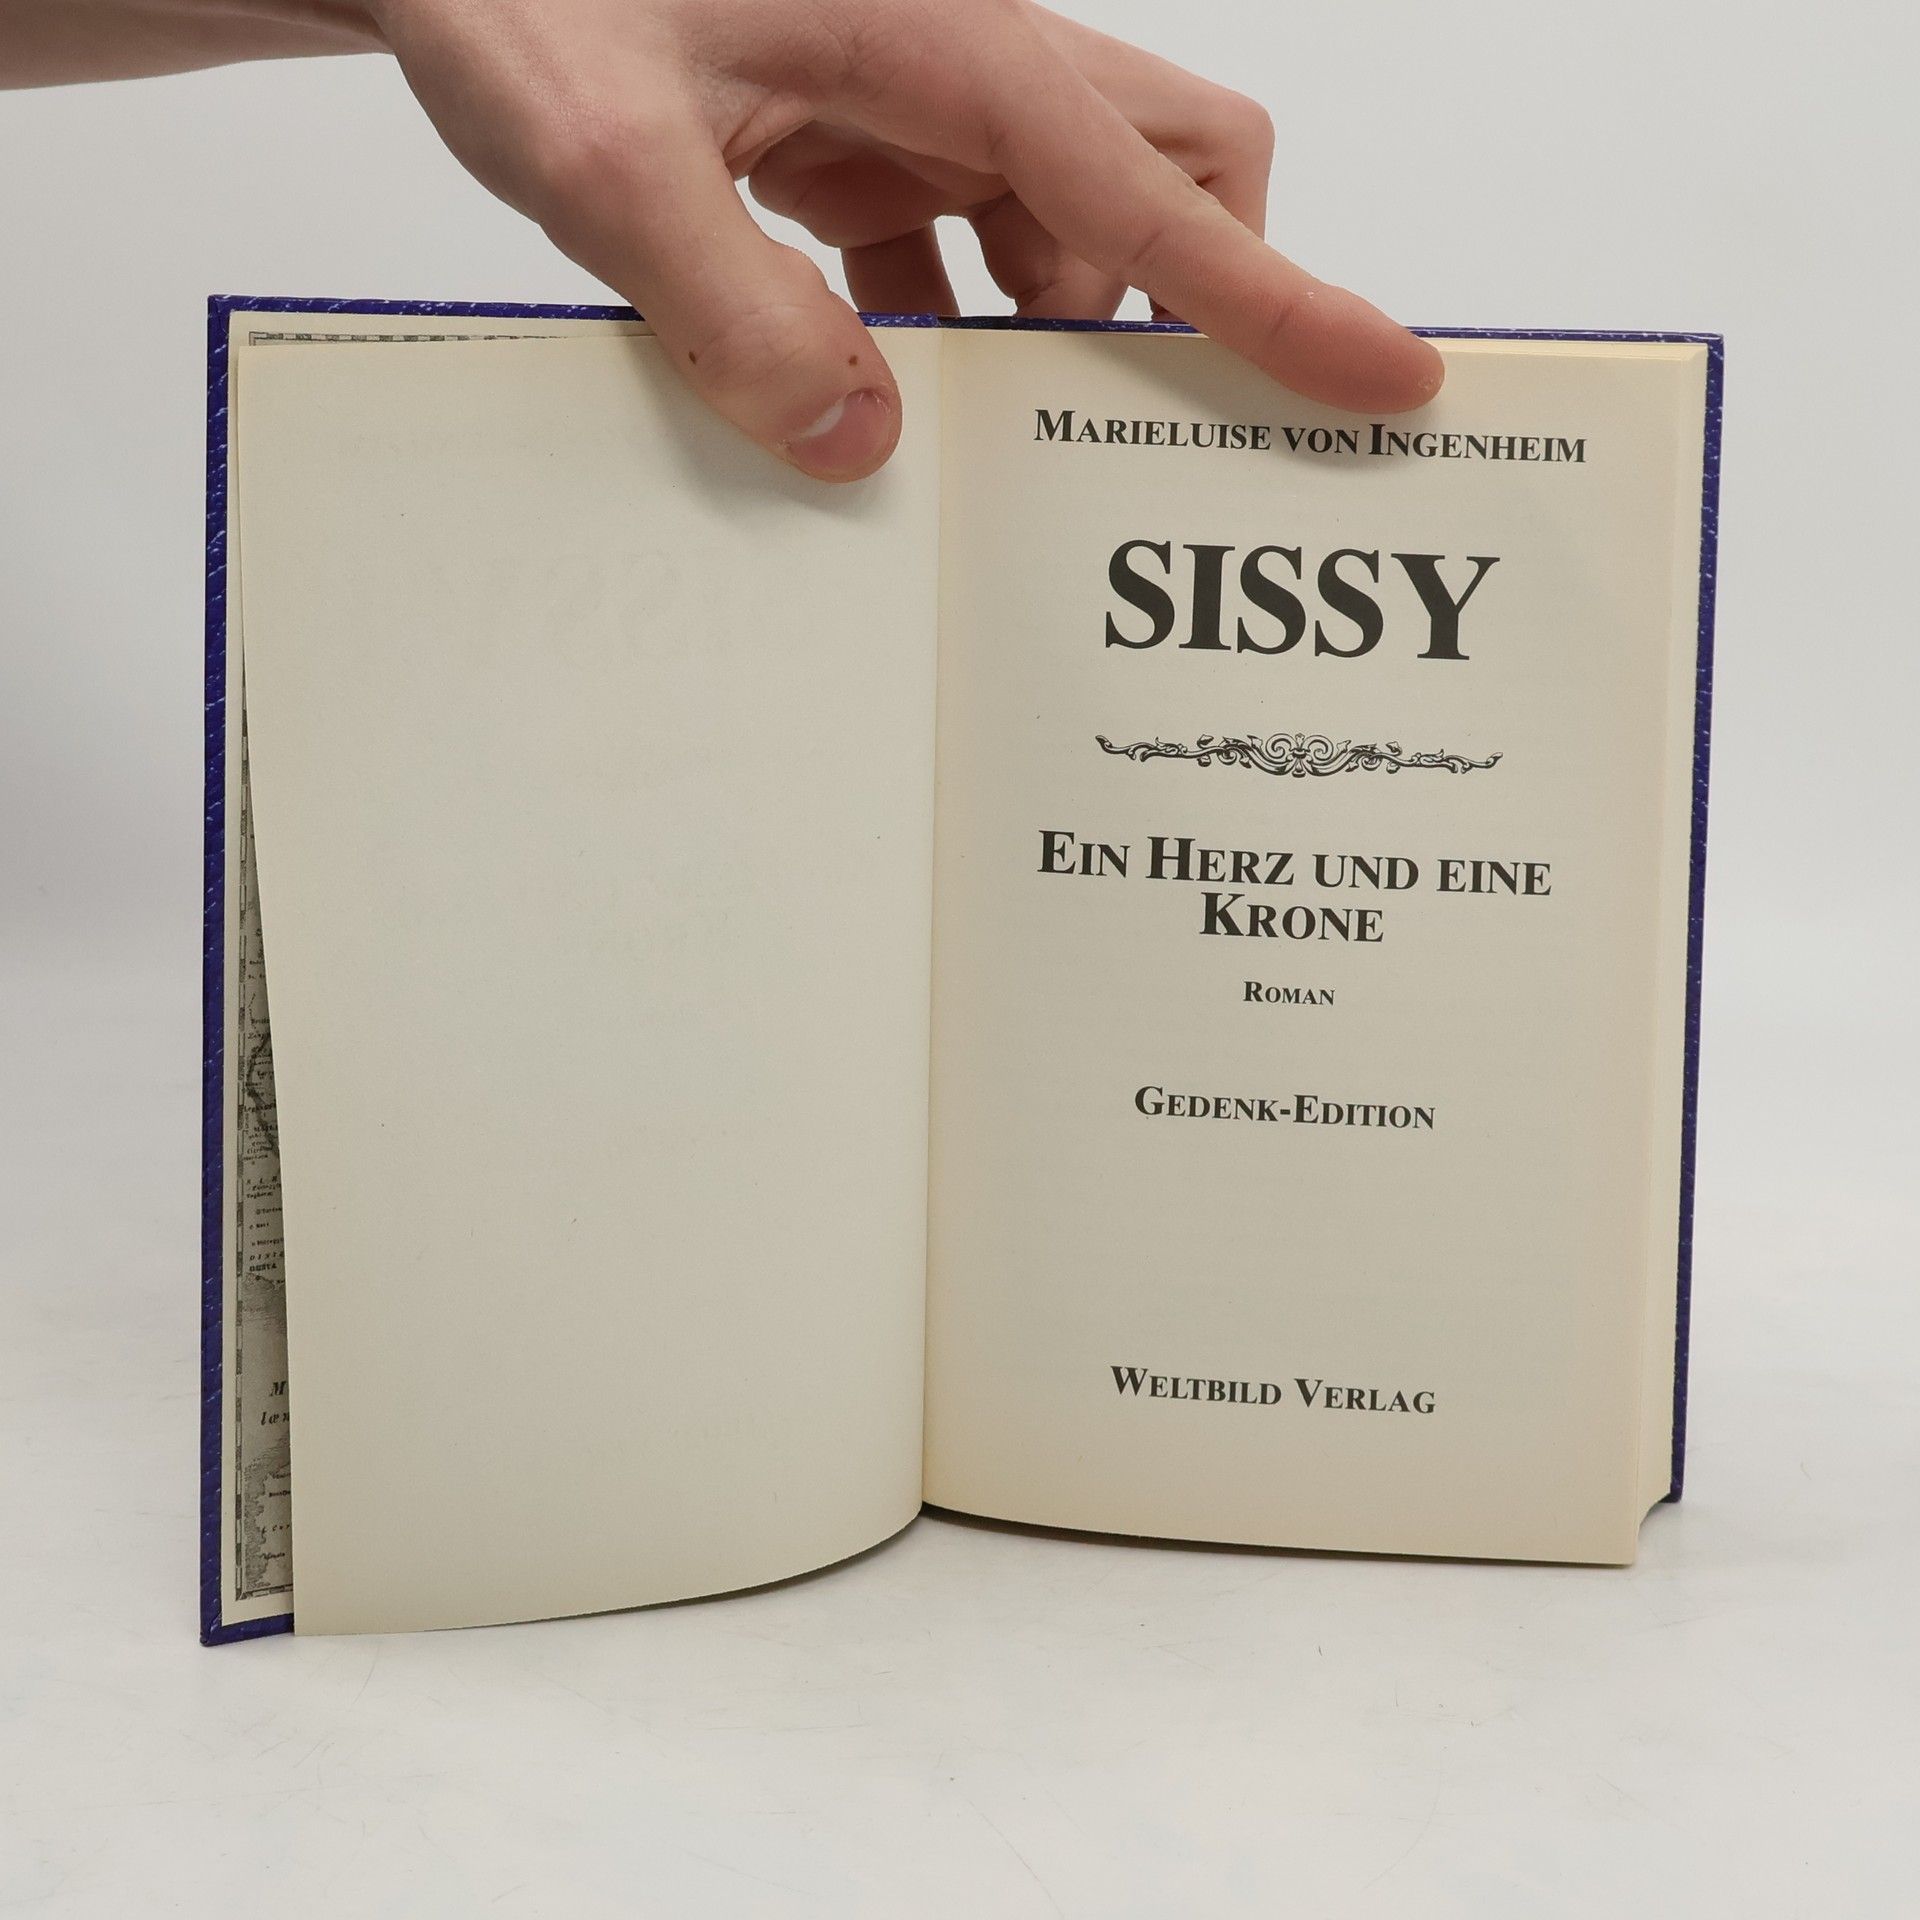 MARIELUISE VON INGENHEIM
SISSY
EIN HERZ UND EINE
KRONE
ROMAN
GEDENK-EDITION
WELTBILD VERLAG